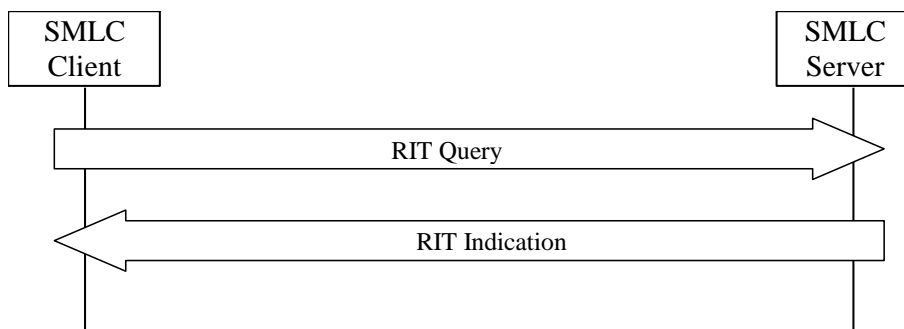 SMLC
Client
SMLC
Server
RIT Query
RIT Indication